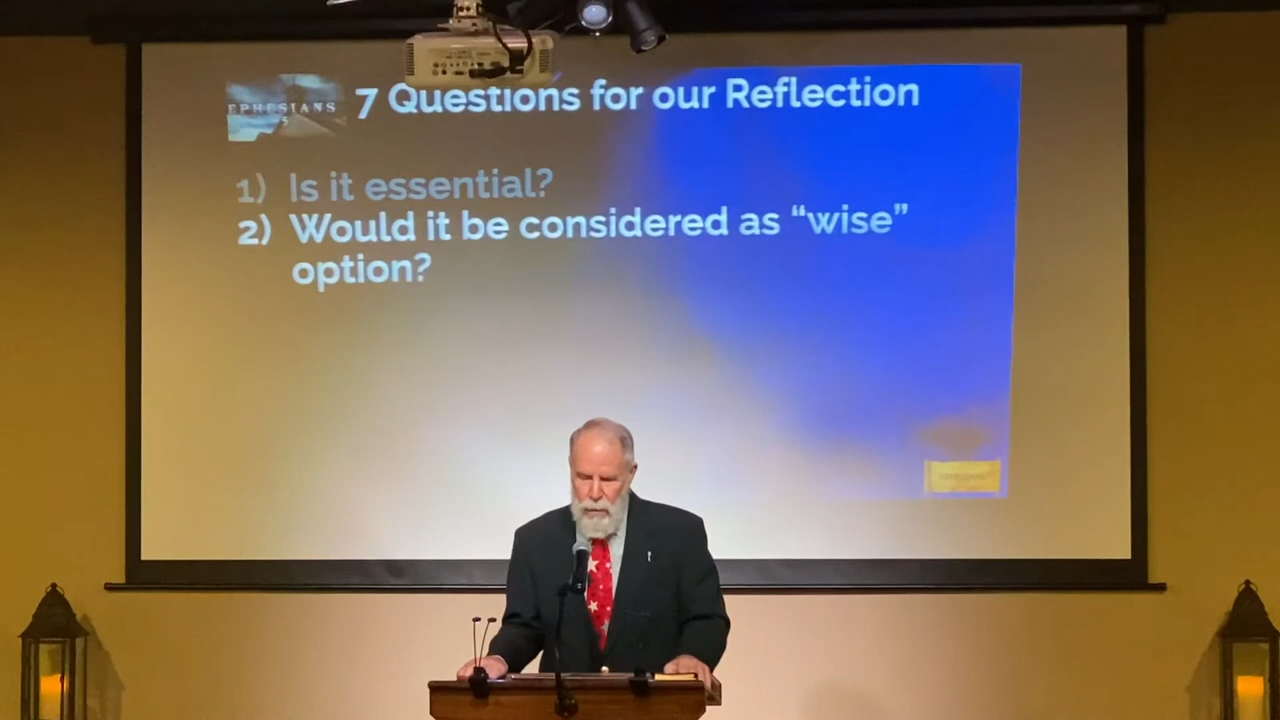 EPHESIANS
7 Questions for our Reflection
1) Is it essential?
2) Would it be considered as “wise”
option?